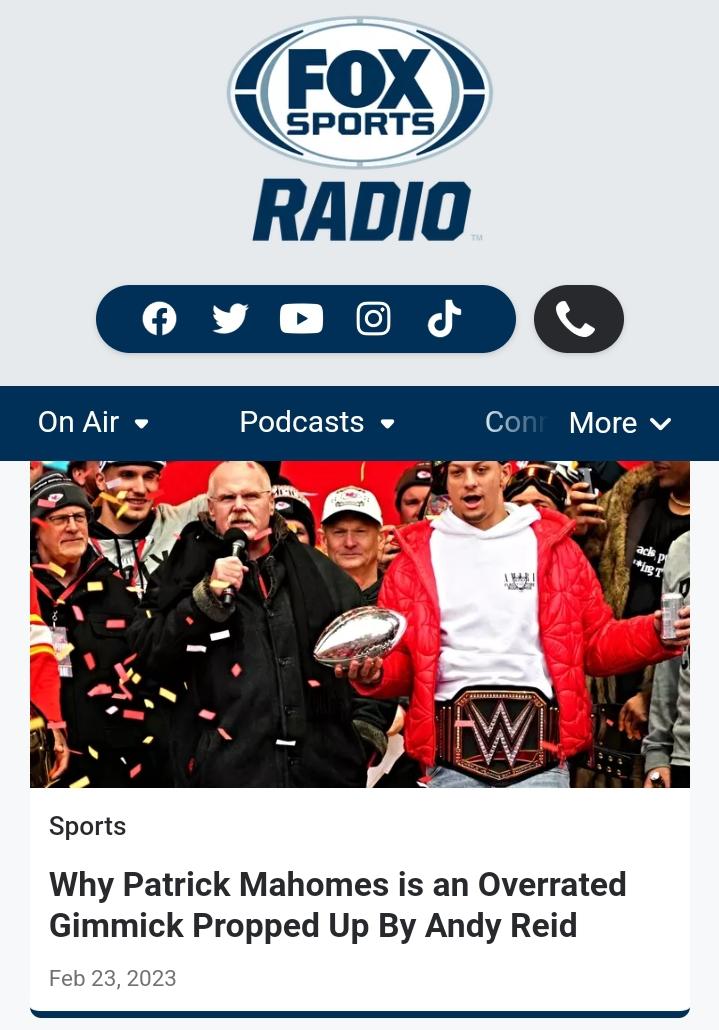 FOX
SPORTS
RADIO
TM
On Air
Podcasts
More
W
Sports
Why Patrick Mahomes is an Overrated
Gimmick Propped Up By Andy Reid
Feb 23, 2023